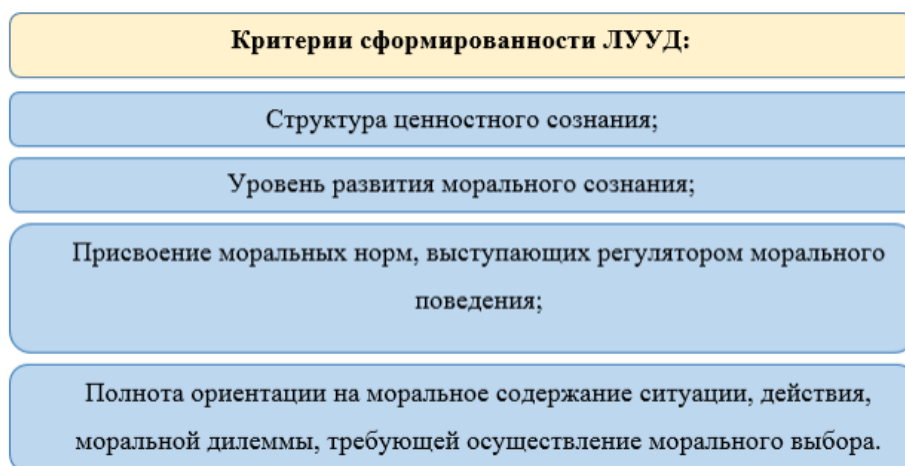 Критерии сформированности ЛУУД:
Структура ценностного сознания;
Уровень развития морального сознания;
Присвоение моральных норм, выступающих регулятором морального
поведения;
Полнота ориентации на моральное содержание ситуации, действия,
моральной дилеммы, требующей осуществление морального выбора.